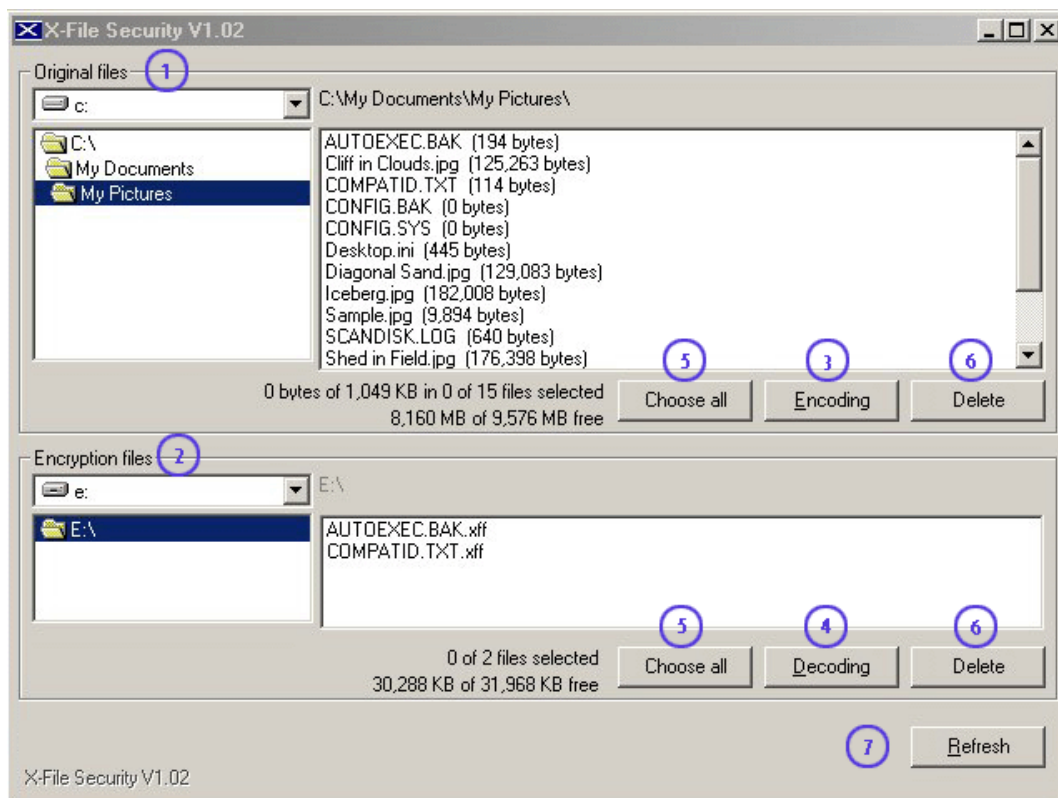 X-File Security V1.02
Original files 1
c: C:\My Documents\My Pictures\
C:\
My Documents
My Pictures
AUTOEXEC.BAK (194 bytes)
Cliff in Clouds.jpg (125,263 bytes)
COMPATID.TXT (114 bytes)
CONFIG.BAK (0 bytes)
CONFIG.SYS (0 bytes)
Desktop.ini (445 bytes)
Diagonal Sand.jpg (129,083 bytes)
Iceberg.jpg (182,008 bytes)
Sample.jpg (9,894 bytes)
SCANDISK.LOG (640 bytes)
Shed in Field.jpg (176,398 bytes)
5 3 6
0 bytes of 1,049 KB in 0 of 15 files selected
8,160 MB of 9,576 MB free
Choose all Encoding Delete
Encryption files 2
e: E:\
E:\
AUTOEXEC.BAK.xff
COMPATID.TXT.xff
5 4 6
0 of 2 files selected
30,288 KB of 31,968 KB free
Choose all Decoding Delete
7 Refresh
X-File Security V1.02